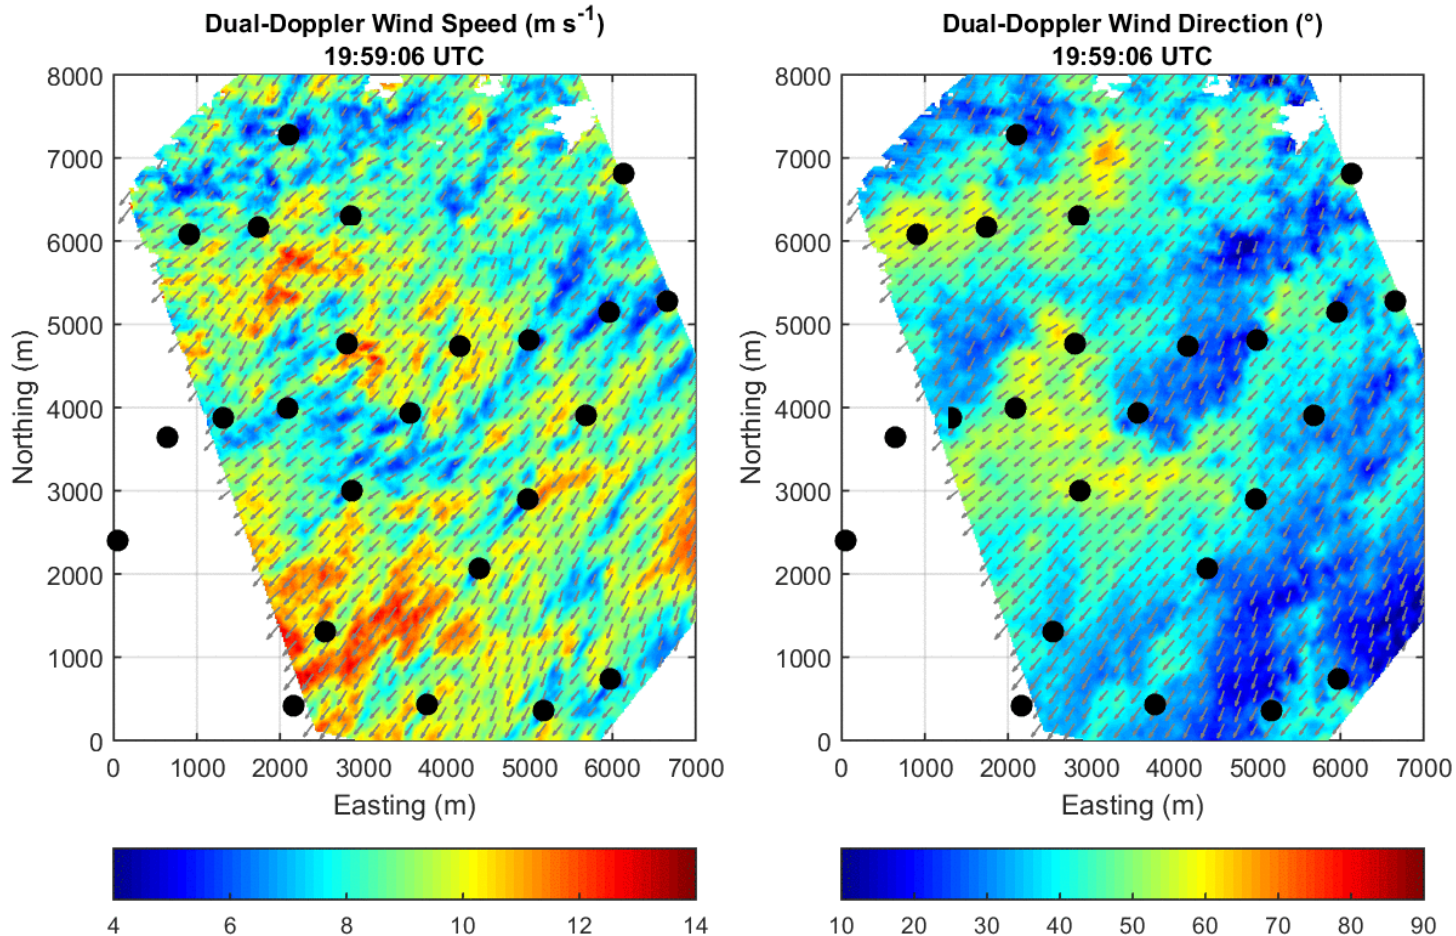 Dual-Doppler Wind Speed (m s-1)
19:59:06 UTC
8000
7000
6000
5000
4000
3000
2000
1000
0
Northing (m)
0 1000 2000 3000 4000 5000 6000 7000
Easting (m)
4 6 8 10 12 14
Dual-Doppler Wind Direction (°)
19:59:06 UTC
8000
7000
6000
5000
4000
3000
2000
1000
0
Northing (m)
0 1000 2000 3000 4000 5000 6000 7000
Easting (m)
10 20 30 40 50 60 70 80 90